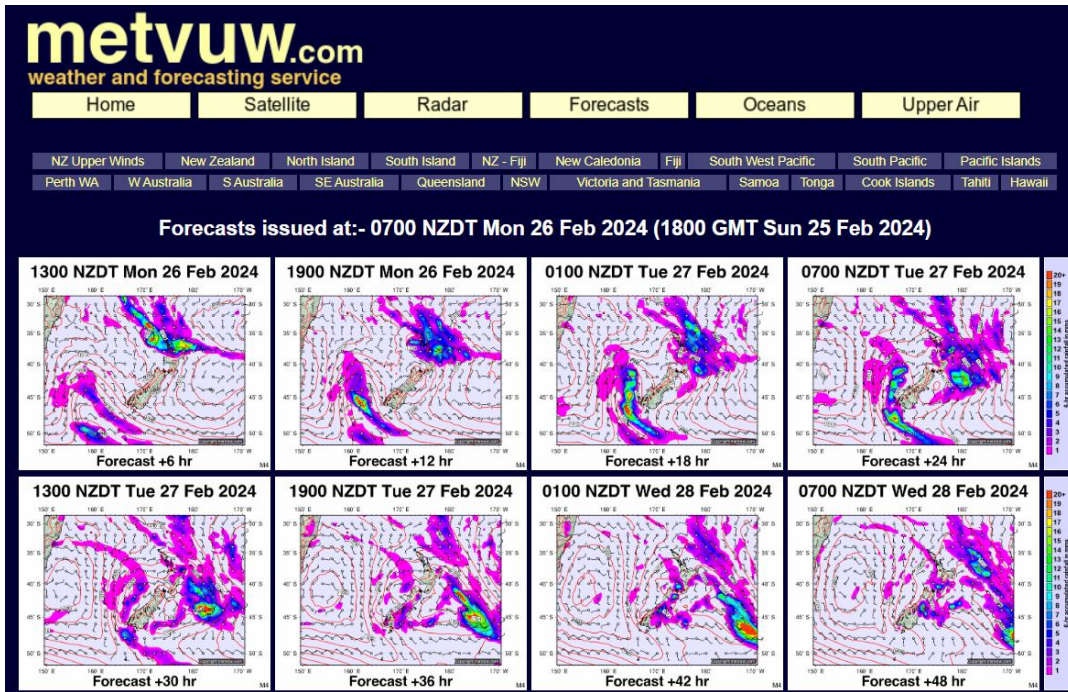 metvuw.com
weather and forecasting service
Home Satellite Radar Forecasts Oceans Upper Air
NZ Upper Winds New Zealand North Island South Island NZ - Fiji New Caledonia Fiji South West Pacific South Pacific Pacific Islands
Perth WA W Australia S Australia SE Australia Queensland NSW Victoria and Tasmania Samoa Tonga Cook Islands Tahiti Hawaii
Forecasts issued at:- 0700 NZDT Mon 26 Feb 2024 (1800 GMT Sun 25 Feb 2024)
1300 NZDT Mon 26 Feb 2024 1900 NZDT Mon 26 Feb 2024 0100 NZDT Tue 27 Feb 2024 0700 NZDT Tue 27 Feb 2024
Forecast +6 hr Forecast +12 hr Forecast +18 hr Forecast +24 hr
1300 NZDT Tue 27 Feb 2024 1900 NZDT Tue 27 Feb 2024 0100 NZDT Wed 28 Feb 2024 0700 NZDT Wed 28 Feb 2024
Forecast +30 hr Forecast +36 hr Forecast +42 hr Forecast +48 hr